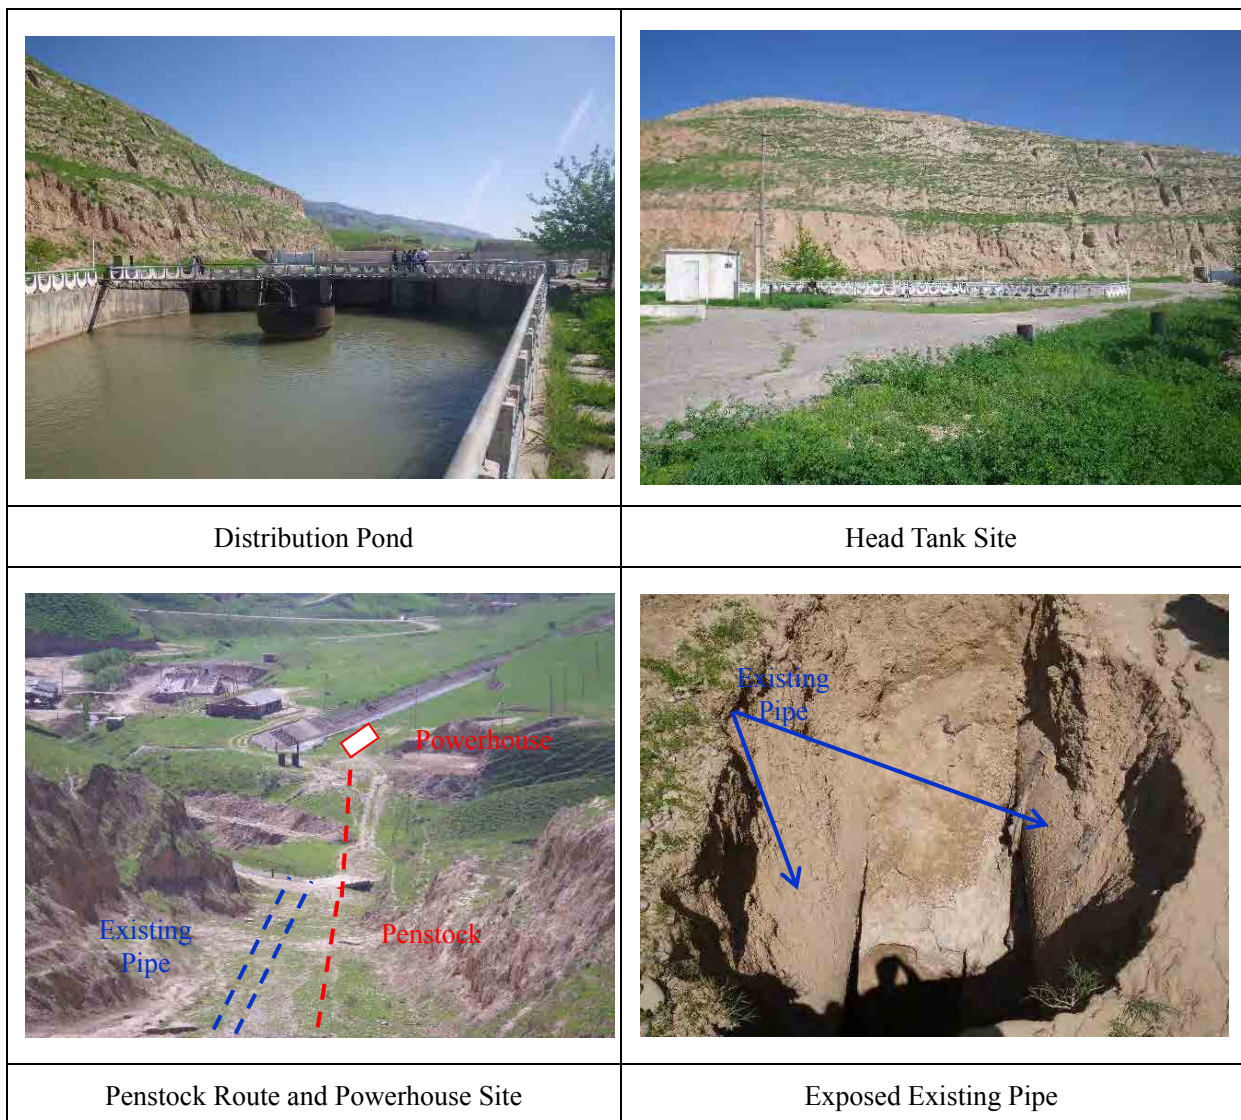 Distribution Pond
Head Tank Site
Powerhouse
Existing
Pipe
Penstock
Existing
Pipe
Penstock Route and Powerhouse Site
Exposed Existing Pipe